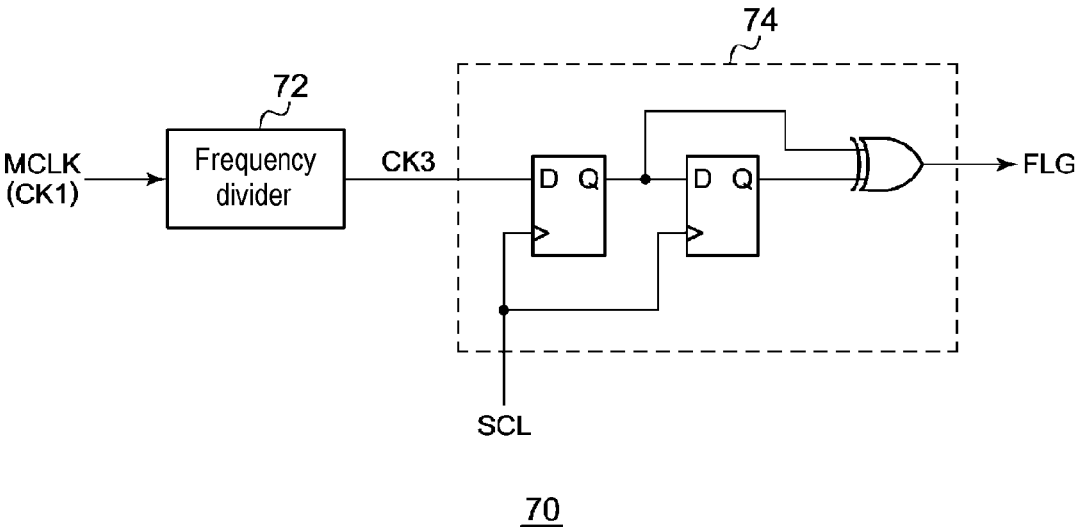 74
72
MCLK
(CK1)
Frequency
divider
CK3
D Q
D Q
FLG
SCL
70